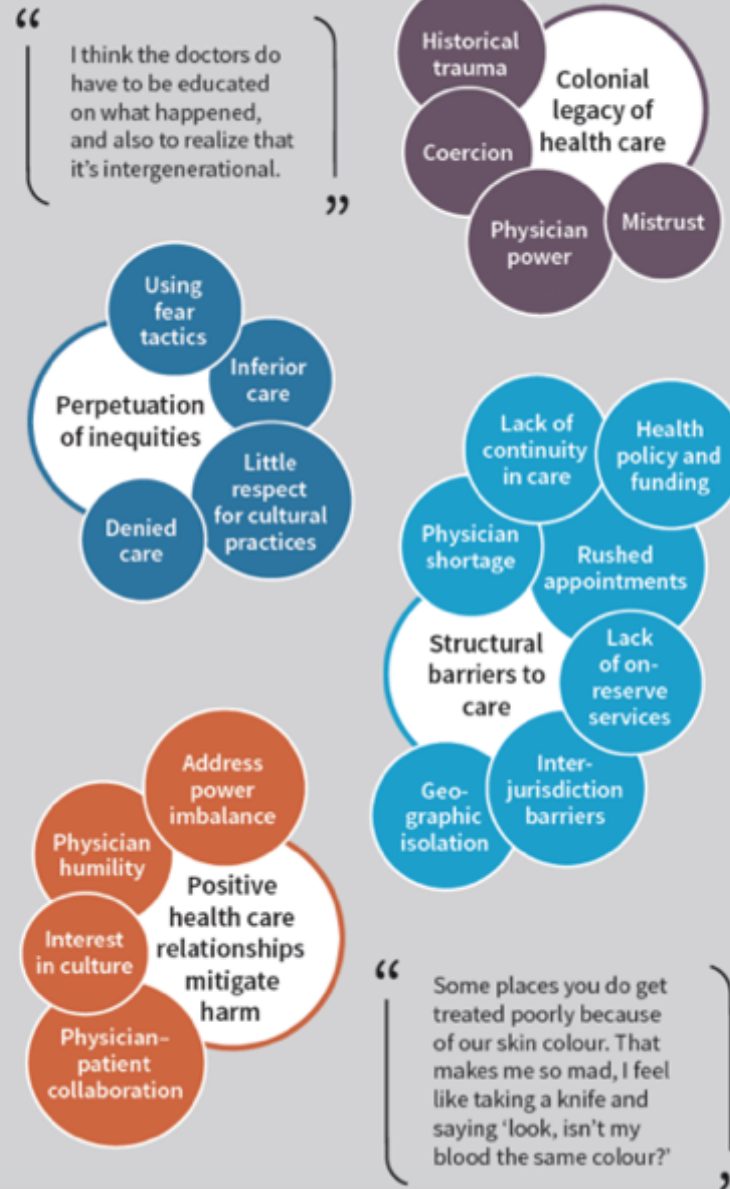 “
I think the doctors do
have to be educated
on what happened,
and also to realize that
it’s intergenerational.
”
Historical
trauma
Colonial
legacy of
health care
Coercion
Physician
power
Mistrust
Using
fear
tactics
Inferior
care
Perpetuation
of inequities
Little
respect
for cultural
practices
Denied
care
Lack of
continuity
in care
Health
policy and
funding
Physician
shortage
Rushed
appointments
Structural
barriers to
care
Lack
of on-
reserve
services
Inter-
jurisdiction
barriers
Geo-
graphic
isolation
Address
power
imbalance
Physician
humility
Positive
health care
relationships
mitigate
harm
Interest
in culture
Physician–
patient
collaboration
“
Some places you do get
treated poorly because
of our skin colour. That
makes me so mad, I feel
like taking a knife and
saying ‘look, isn’t my
blood the same colour?’
”